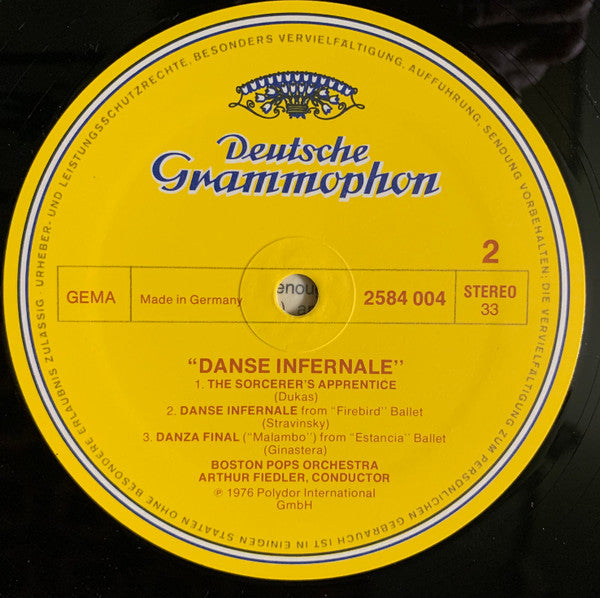 URHEBER- UND LEISTUNGSSCHUTZRECHTE, BESONDERS VERVIELFÄLTIGUNG, AUFFÜHRUNG, SENDUNG VORBEHALTEN; DIE VERVIELFÄLTIGUNG ZUM PERSÖNLICHEN GEBRAUCH IST IN EINIGEN STAATEN OHNE BESONDERE ERLAUBNIS ZULÄSSIG ·
Deutsche
Grammophon
2
GEMA
Made in Germany
2584 004
STEREO
33
"DANSE INFERNALE"
1. THE SORCERER'S APPRENTICE
(Dukas)
2. DANSE INFERNALE from "Firebird" Ballet
(Stravinsky)
3. DANZA FINAL ("Malambo") from "Estancia" Ballet
(Ginastera)
BOSTON POPS ORCHESTRA
ARTHUR FIEDLER, CONDUCTOR
℗ 1976 Polydor International
GmbH